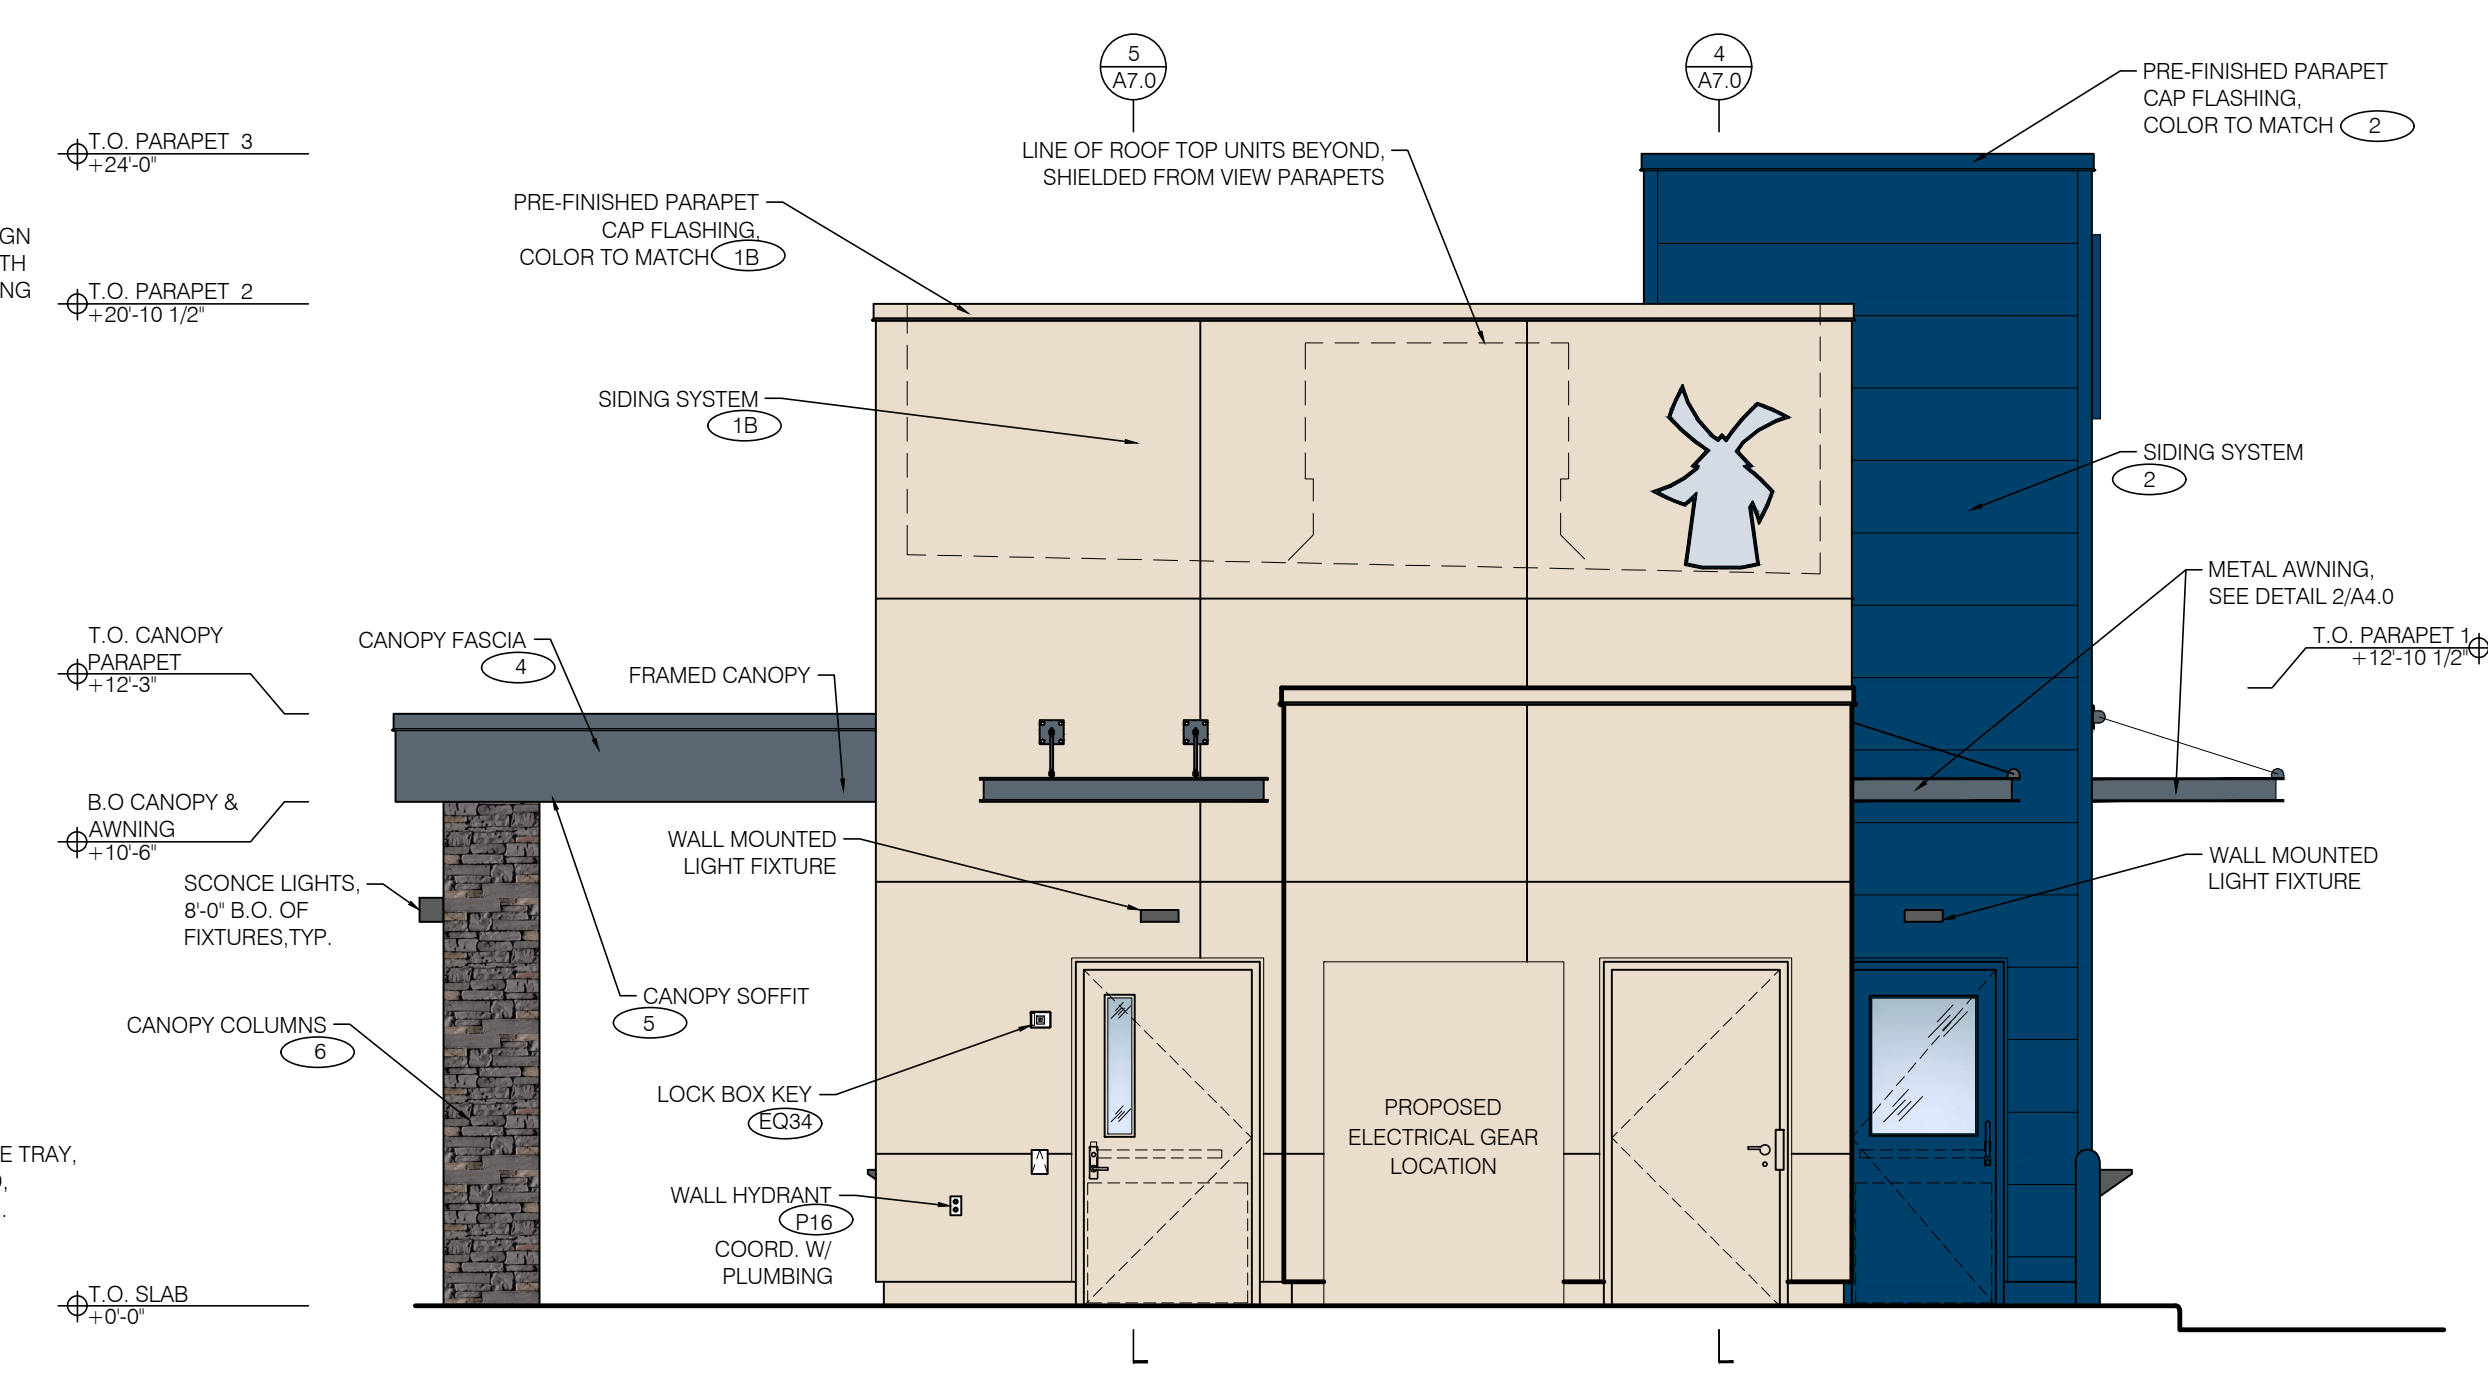 5
A7.0
4
A7.0
PRE-FINISHED PARAPET
CAP FLASHING,
COLOR TO MATCH 2
T.O. PARAPET 3
+24'-0"
LINE OF ROOF TOP UNITS BEYOND,
SHIELDED FROM VIEW PARAPETS
PRE-FINISHED PARAPET
CAP FLASHING,
COLOR TO MATCH 1B
GN
TH
NG
T.O. PARAPET 2
+20'-10 1/2"
SIDING SYSTEM
1B
SIDING SYSTEM
2
METAL AWNING,
SEE DETAIL 2/A4.0
T.O. PARAPET 1
+12'-10 1/2"
T.O. CANOPY
PARAPET
+12'-3"
CANOPY FASCIA
4
FRAMED CANOPY
B.O CANOPY &
AWNING
+10'-6"
WALL MOUNTED
LIGHT FIXTURE
WALL MOUNTED
LIGHT FIXTURE
SCONCE LIGHTS,
8'-0" B.O. OF
FIXTURES,TYP.
CANOPY SOFFIT
5
CANOPY COLUMNS
6
LOCK BOX KEY
EQ34
PROPOSED
ELECTRICAL GEAR
LOCATION
E TRAY,
,
.
WALL HYDRANT
P16
COORD. W/
PLUMBING
T.O. SLAB
+0'-0"